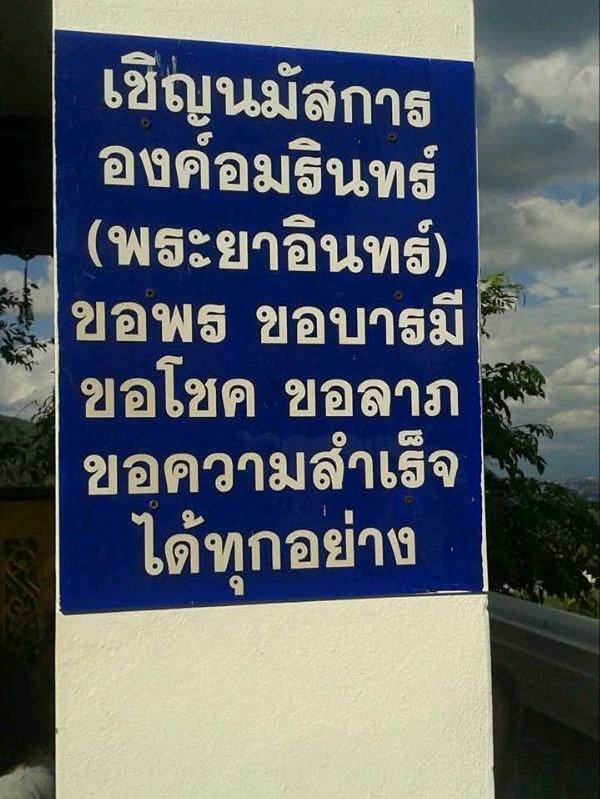 เชิญนมัสการ
องค์อมรินทร์
(พระยาอินทร์)
ขอพร ขอบารมี
ขอโชค ขอลาภ
ขอความสำเร็จ
ได้ทุกอย่าง